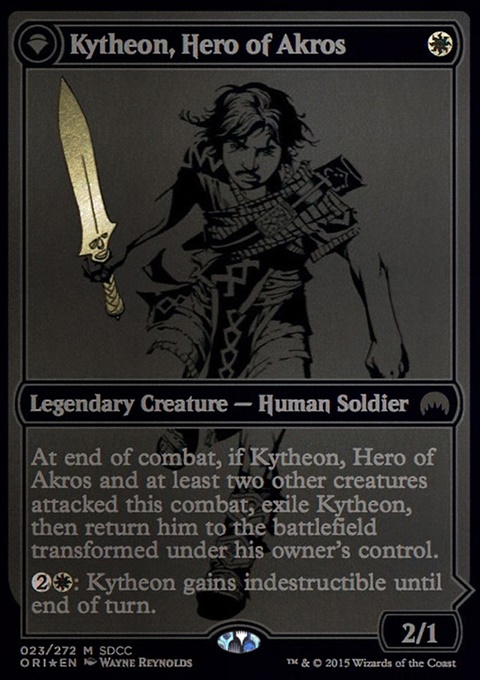 Kytheon, Hero of Akros
Legendary Creature — Human Soldier
At end of combat, if Kytheon, Hero of
Akros and at least two other creatures
attacked this combat, exile Kytheon,
then return him to the battlefield
transformed under his owner's control.
2: Kytheon gains indestructible until
end of turn.
2/1
023/272 M SDCC
ORI★EN Wayne Reynolds
™ & © 2015 Wizards of the Coast